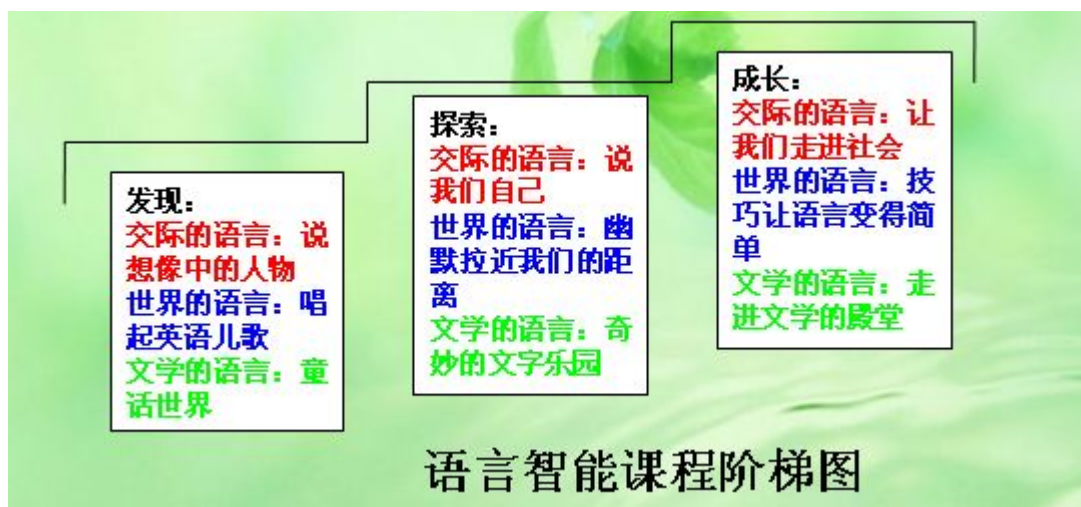 发现：
交际的语言：说
想像中的人物
世界的语言：唱
起英语儿歌
文学的语言：童
话世界
探索：
交际的语言：说
我们自己
世界的语言：幽
默拉近我们的距
离
文学的语言：奇
妙的文字乐园
成长：
交际的语言：让
我们走进社会
世界的语言：技
巧让语言变得简
单
文学的语言：走
进文学的殿堂
语言智能课程阶梯图